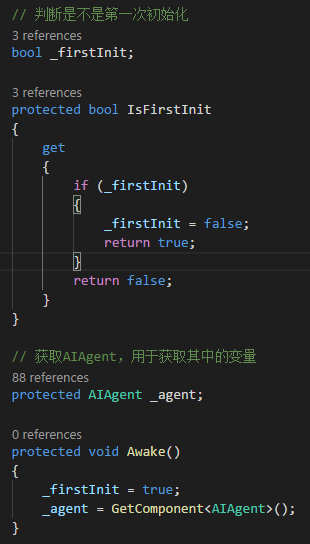 // 判断是不是第一次初始化
3 references
bool _firstInit;
3 references
protected bool IsFirstInit
{
get
{
if (_firstInit)
{
_firstInit = false;
return true;
}
return false;
}
}
// 获取AIAgent，用于获取其中的变量
88 references
protected AIAgent _agent;
0 references
protected void Awake()
{
_firstInit = true;
_agent = GetComponent<AIAgent>();
}